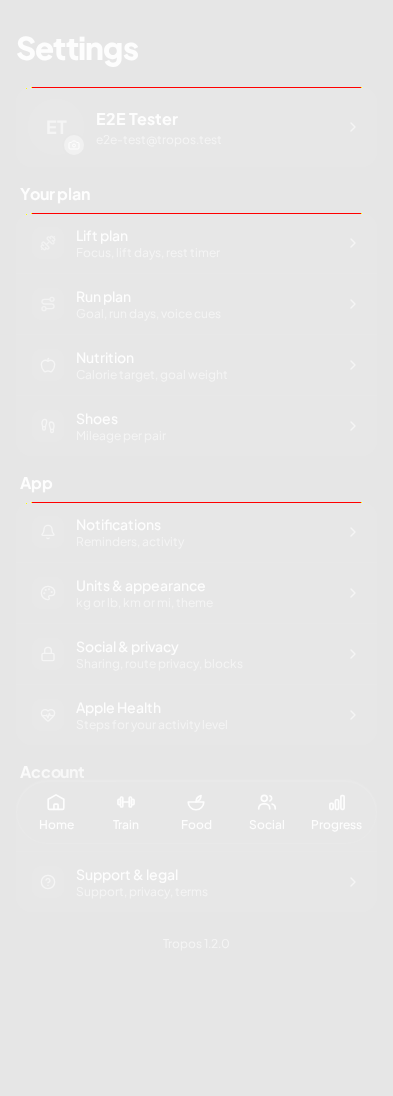 Settings
ET
E2E Tester
e2e-test@tropos.test
Your plan
Lift plan
Focus, lift days, rest timer
Run plan
Goal, run days, voice cues
Nutrition
Calorie target, goal weight
Shoes
Mileage per pair
App
Notifications
Reminders, activity
Units & appearance
kg or lb, km or mi, theme
Social & privacy
Sharing, route privacy, blocks
Apple Health
Steps for your activity level
Account
Home Train Food Social Progress
Support & legal
Support, privacy, terms
Tropos 1.2.0